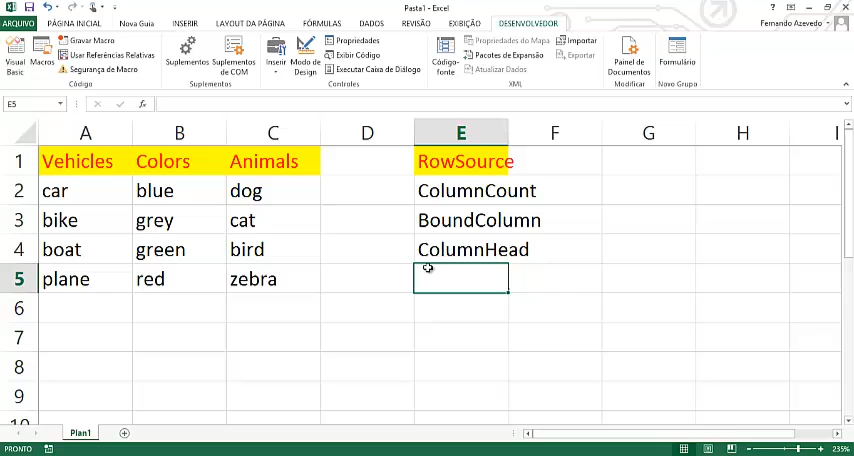 Pasta1 - Excel
ARQUIVO PÁGINA INICIAL Nova Guia INSERIR LAYOUT DA PÁGINA FÓRMULAS DADOS REVISÃO EXIBIÇÃO DESENVOLVEDOR Fernando Azevedo
Visual Basic
Macros
Gravar Macro
Usar Referências Relativas
Segurança de Macro
Código
Suplementos
Suplementos de COM
Suplementos
Inserir
Modo de Design
Propriedades
Exibir Código
Executar Caixa de Diálogo
Controles
Código-fonte
Propriedades do Mapa
Pacotes de Expansão
Atualizar Dados
Importar
Exportar
XML
Painel de Documentos
Modificar
Formulário
Novo Grupo
E5 fx
A B C D E F G H I
1 Vehicles Colors Animals RowSource
2 car blue dog ColumnCount
3 bike grey cat BoundColumn
4 boat green bird ColumnHead
5 plane red zebra
6
7
8
9
10
Plan1
PRONTO 235%